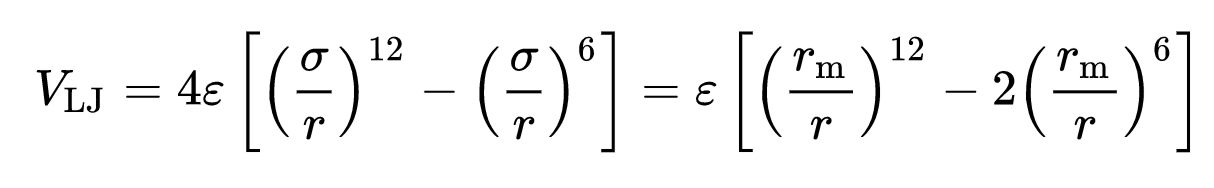 V_LJ = 4ε [(σ/r)^12 − (σ/r)^6] = ε [(r_m/r)^12 − 2(r_m/r)^6]